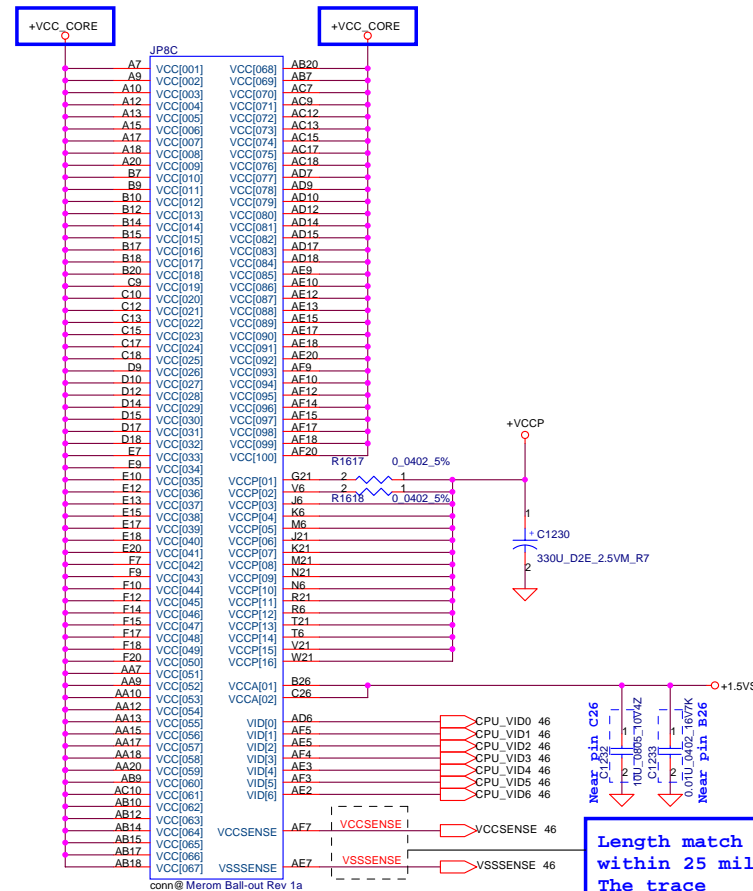 +VCC_CORE +VCC_CORE
JP8C
A7 VCC[001] VCC[068] AB20
A9 VCC[002] VCC[069] AB7
A10 VCC[003] VCC[070] AC7
A12 VCC[004] VCC[071] AC9
A13 VCC[005] VCC[072] AC12
A15 VCC[006] VCC[073] AC13
A17 VCC[007] VCC[074] AC15
A18 VCC[008] VCC[075] AC17
A20 VCC[009] VCC[076] AC18
B7 VCC[010] VCC[077] AD7
B9 VCC[011] VCC[078] AD9
B10 VCC[012] VCC[079] AD10
B12 VCC[013] VCC[080] AD12
B14 VCC[014] VCC[081] AD14
B15 VCC[015] VCC[082] AD15
B17 VCC[016] VCC[083] AD17
B18 VCC[017] VCC[084] AD18
B20 VCC[018] VCC[085] AE9
C9 VCC[019] VCC[086] AE10
C10 VCC[020] VCC[087] AE12
C12 VCC[021] VCC[088] AE13
C13 VCC[022] VCC[089] AE15
C15 VCC[023] VCC[090] AE17
C17 VCC[024] VCC[091] AE18
C18 VCC[025] VCC[092] AE20
D9 VCC[026] VCC[093] AF9
D10 VCC[027] VCC[094] AF10
D12 VCC[028] VCC[095] AF12
D14 VCC[029] VCC[096] AF14
D15 VCC[030] VCC[097] AF15
D17 VCC[031] VCC[098] AF17
D18 VCC[032] VCC[099] AF18
E7 VCC[033] VCC[100] AF20
E9 VCC[034]
E10 VCC[035] VCCP[01] G21
E12 VCC[036] VCCP[02] V6
E13 VCC[037] VCCP[03] J6
E15 VCC[038] VCCP[04] K6
E17 VCC[039] VCCP[05] M6
E18 VCC[040] VCCP[06] J21
E20 VCC[041] VCCP[07] K21
F7 VCC[042] VCCP[08] M21
F9 VCC[043] VCCP[09] N21
F10 VCC[044] VCCP[10] N6
F12 VCC[045] VCCP[11] R21
F14 VCC[046] VCCP[12] R6
F15 VCC[047] VCCP[13] T21
F17 VCC[048] VCCP[14] T6
F18 VCC[049] VCCP[15] V21
F20 VCC[050] VCCP[16] W21
AA7 VCC[051]
AA9 VCC[052] VCCA[01] B26
AA10 VCC[053] VCCA[02] C26
AA12 VCC[054]
AA13 VCC[055] VID[0] AD6 CPU_VID0 46
AA15 VCC[056] VID[1] AF5 CPU_VID1 46
AA17 VCC[057] VID[2] AE5 CPU_VID2 46
AA18 VCC[058] VID[3] AF4 CPU_VID3 46
AA20 VCC[059] VID[4] AE3 CPU_VID4 46
AB9 VCC[060] VID[5] AF3 CPU_VID5 46
AC10 VCC[061] VID[6] AE2 CPU_VID6 46
AB10 VCC[062]
AB12 VCC[063]
AB14 VCC[064] VCCSENSE AF7 VCCSENSE VCCSENSE 46
AB15 VCC[065]
AB17 VCC[066]
AB18 VCC[067] VSSSENSE AE7 VSSSENSE VSSSENSE 46
conn@ Merom Ball-out Rev 1a
R1617 0_0402_5%
2 1
2 1
R1618 0_0402_5%
+VCCP
1
+ C1230
330U_D2E_2.5VM_R7
2
+1.5VS
Near pin C26
C1232
1
2
10U_0805_10V4Z
C1233
1
2
0.01U_0402_16V7K
Near pin B26
Length match
within 25 mil
The trace